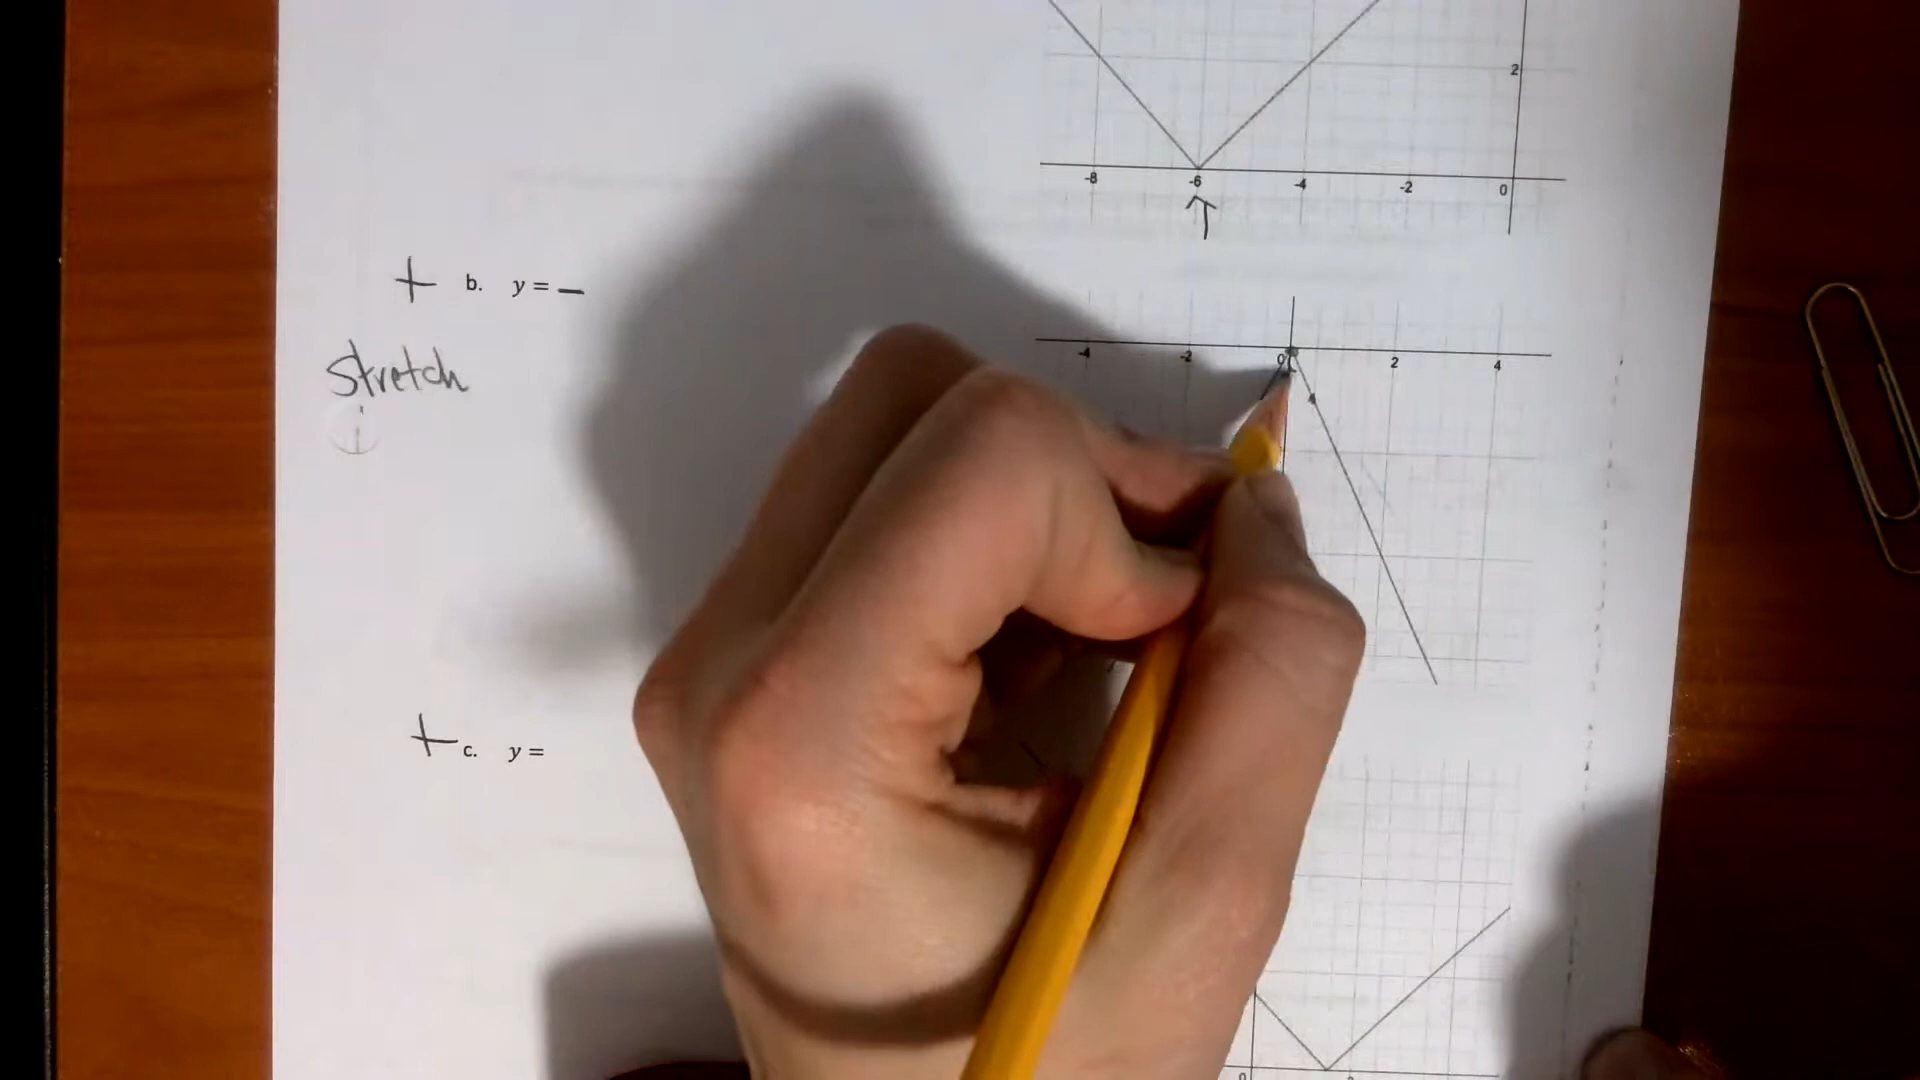 2
-8 -6 -4 -2 0
+ b. y = –
-4 -2 0 2 4
Stretch
+ c. y =
0